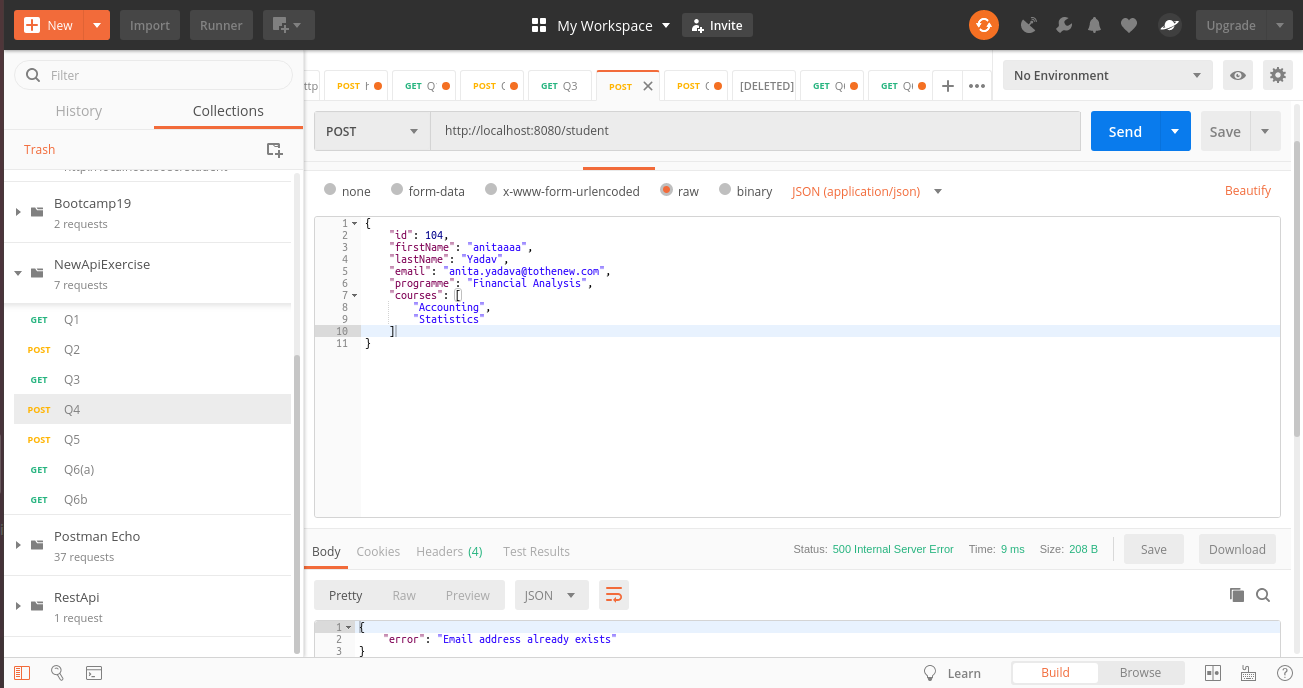 New
Import
Runner
My Workspace
Invite
Upgrade
Filter
History
Collections
Trash
Bootcamp19
2 requests
NewApiExercise
7 requests
GET Q1
POST Q2
GET Q3
POST Q4
POST Q5
GET Q6(a)
GET Q6b
Postman Echo
37 requests
RestApi
1 request
ttp
POST
GET Q
POST
GET Q3
POST
POST
[DELETED]
GET
GET
No Environment
POST
http://localhost:8080/student
Send
Save
none
form-data
x-www-form-urlencoded
raw
binary
JSON (application/json)
Beautify
1 {
2 "id": 104,
3 "firstName": "anitaaaa",
4 "lastName": "Yadav",
5 "email": "anita.yadava@tothenew.com",
6 "programme": "Financial Analysis",
7 "courses": [
8 "Accounting",
9 "Statistics"
10 ]
11 }
Body
Cookies
Headers (4)
Test Results
Status: 500 Internal Server Error
Time: 9 ms
Size: 208 B
Save
Download
Pretty
Raw
Preview
JSON
1 {
2 "error": "Email address already exists"
3 }
Learn
Build
Browse